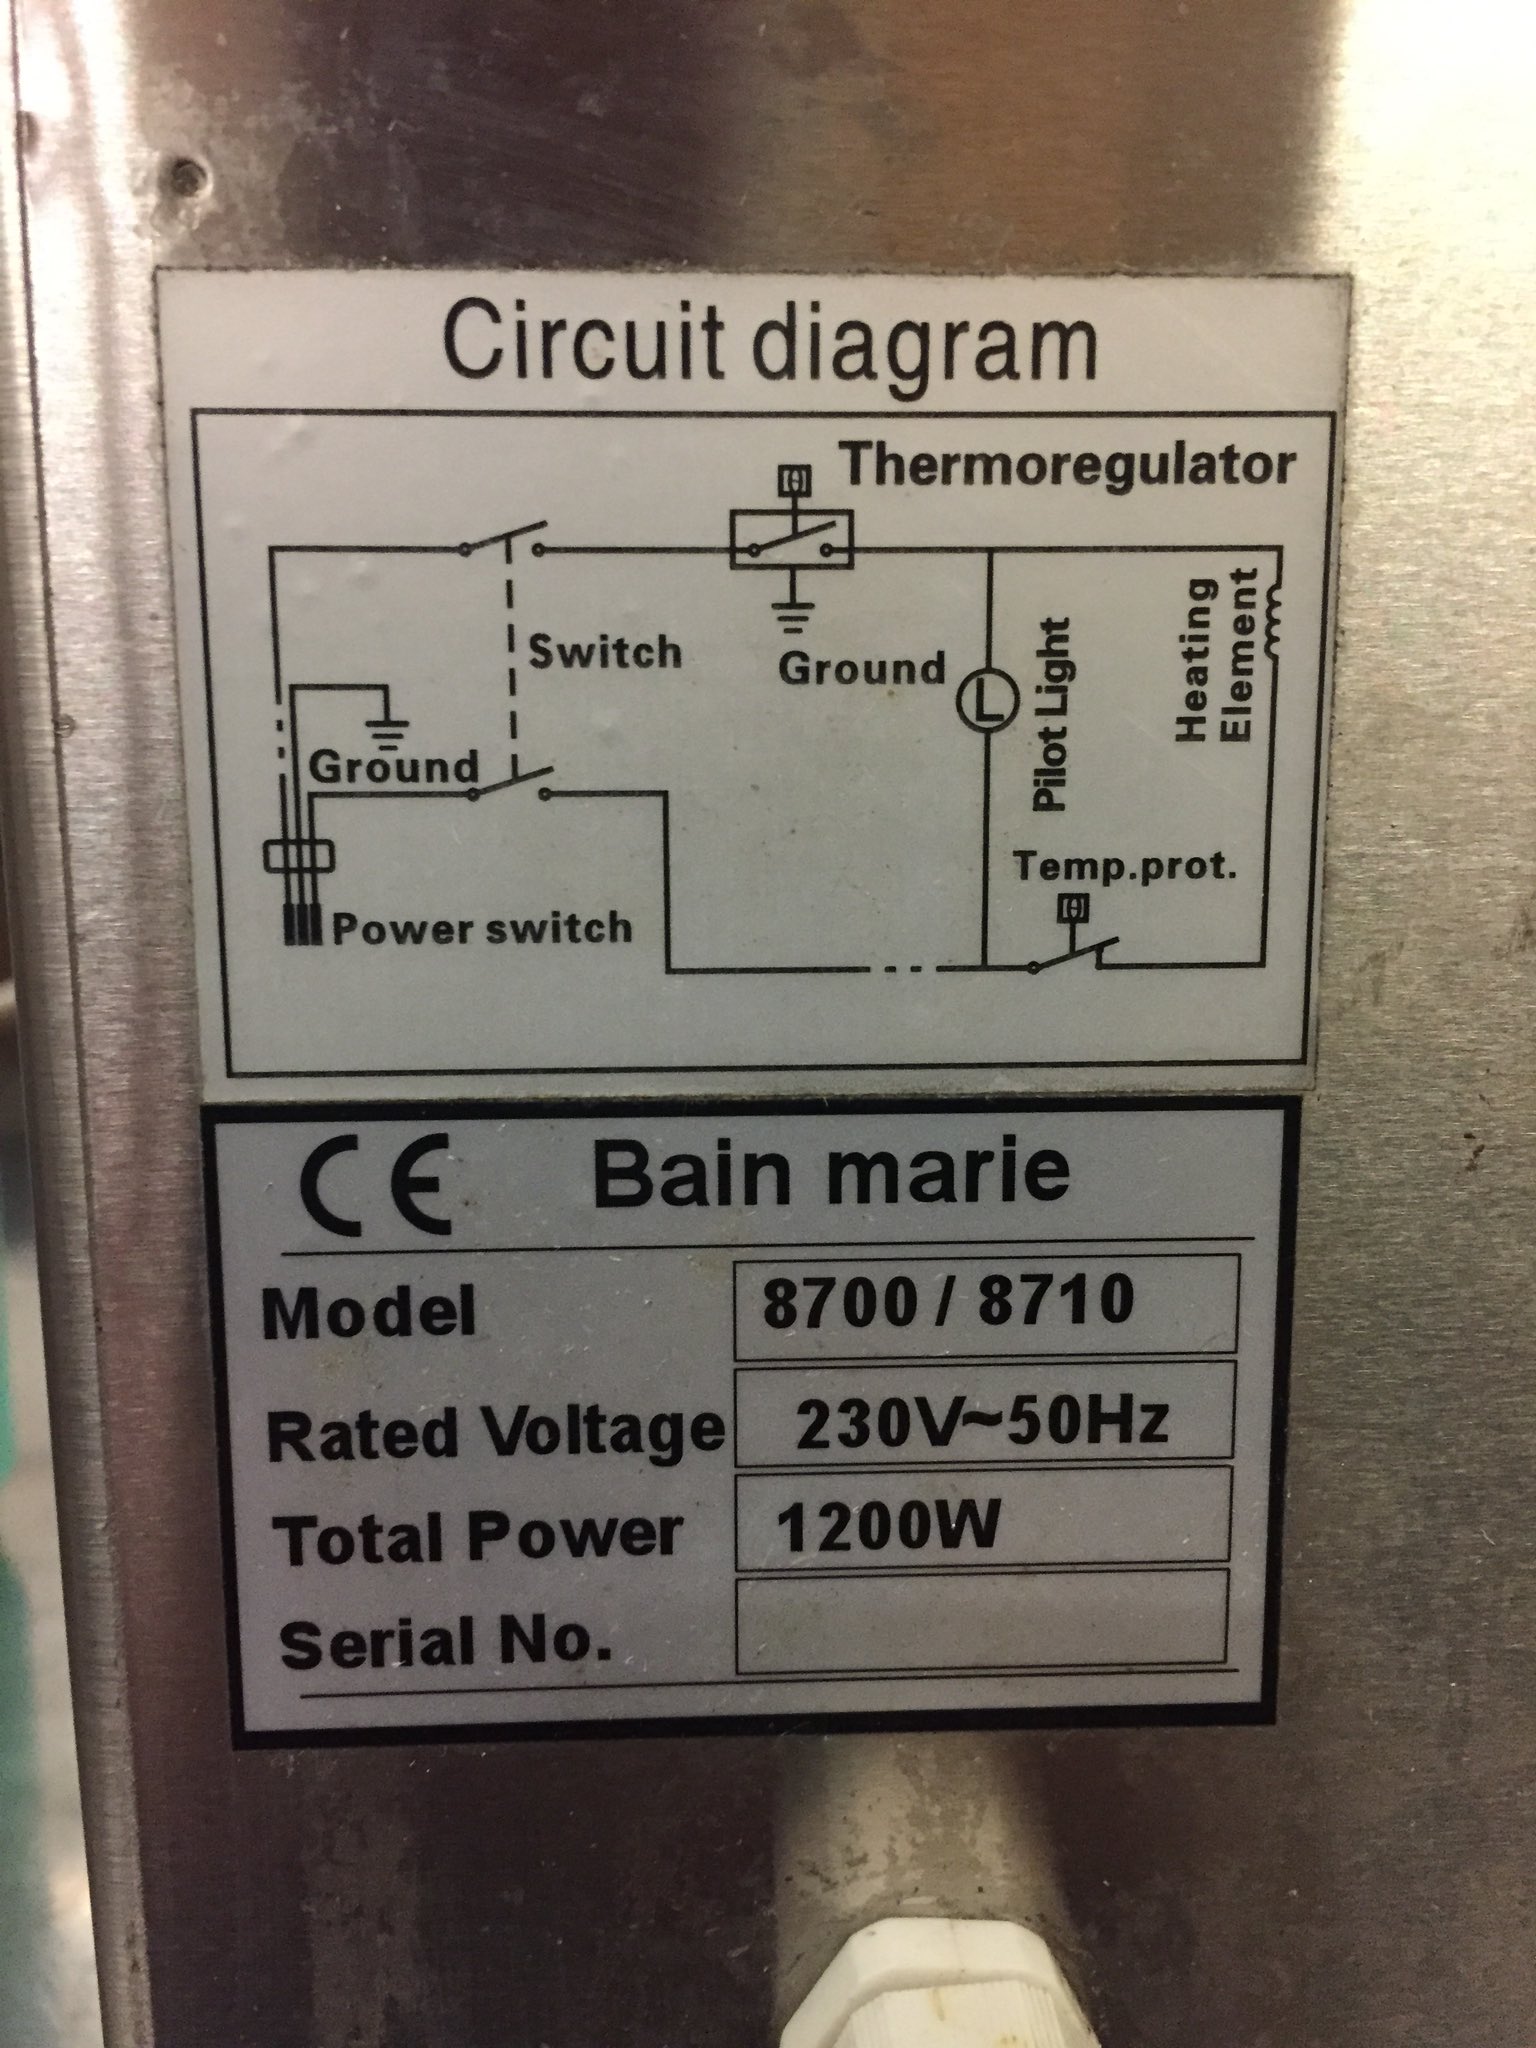 Circuit diagram
Thermoregulator
Switch
Ground
Pilot Light
Heating
Element
Ground
Temp.prot.
Power switch
CE Bain marie
Model 8700 / 8710
Rated Voltage 230V~50Hz
Total Power 1200W
Serial No.